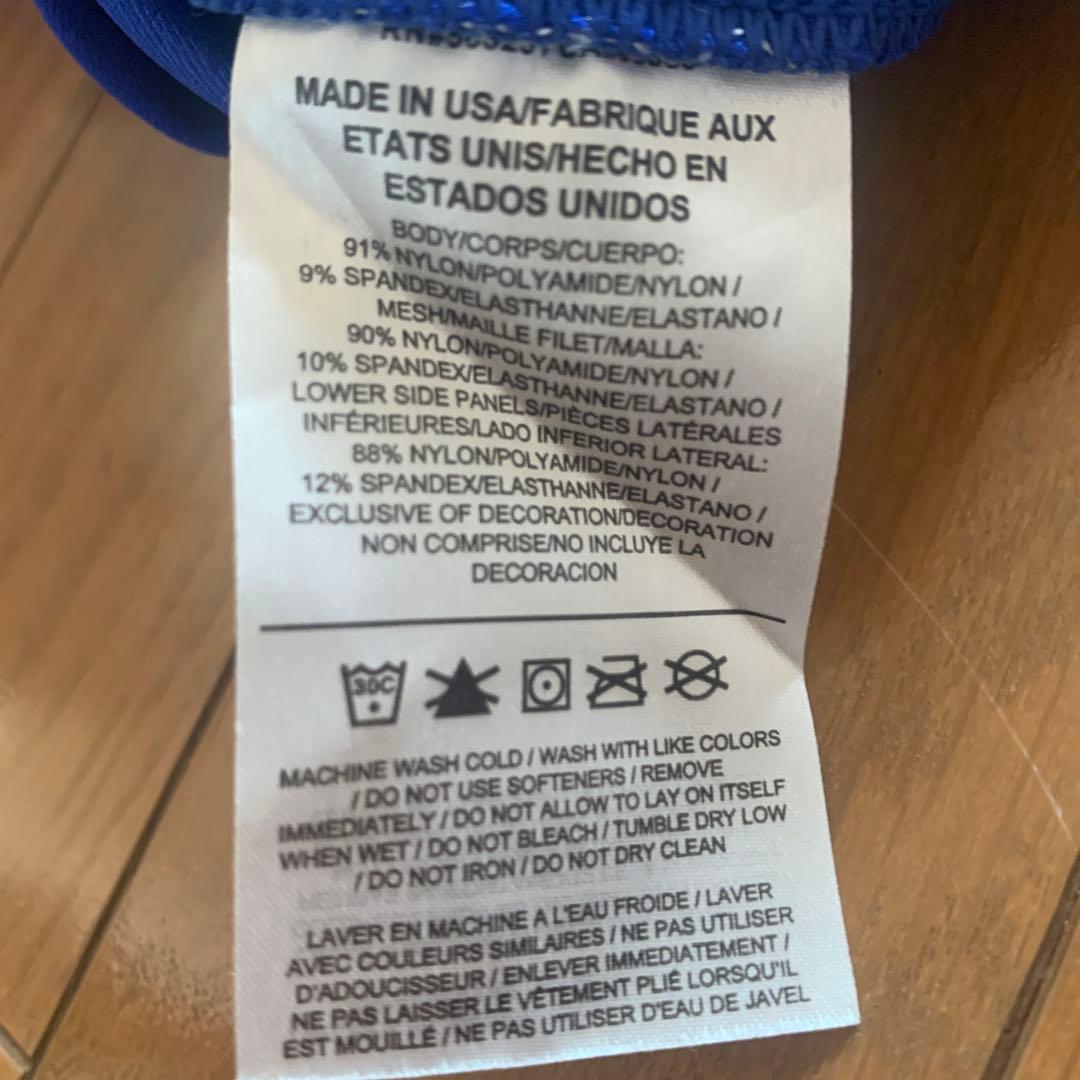 MADE IN USA/FABRIQUE AUX
ETATS UNIS/HECHO EN
ESTADOS UNIDOS
BODY/CORPS/CUERPO:
91% NYLON/POLYAMIDE/NYLON /
9% SPANDEX/ELASTHANNE/ELASTANO /
MESH/MAILLE FILET/MALLA:
90% NYLON/POLYAMIDE/NYLON /
10% SPANDEX/ELASTHANNE/ELASTANO /
LOWER SIDE PANELS/PIÈCES LATÉRALES
INFÉRIEURES/LADO INFERIOR LATERAL:
88% NYLON/POLYAMIDE/NYLON /
12% SPANDEX/ELASTHANNE/ELASTANO /
EXCLUSIVE OF DECORATION/DECORATION
NON COMPRISE/NO INCLUYE LA
DECORACION
30C
MACHINE WASH COLD / WASH WITH LIKE COLORS
/ DO NOT USE SOFTENERS / REMOVE
IMMEDIATELY / DO NOT ALLOW TO LAY ON ITSELF
WHEN WET / DO NOT BLEACH / TUMBLE DRY LOW
/ DO NOT IRON / DO NOT DRY CLEAN
LAVER EN MACHINE A L'EAU FROIDE / LAVER
AVEC COULEURS SIMILAIRES / NE PAS UTILISER
D'ADOUCISSEUR / ENLEVER IMMEDIATEMENT /
NE PAS LAISSER LE VÊTEMENT PLIÉ LORSQU'IL
EST MOUILLÉ / NE PAS UTILISER D'EAU DE JAVEL